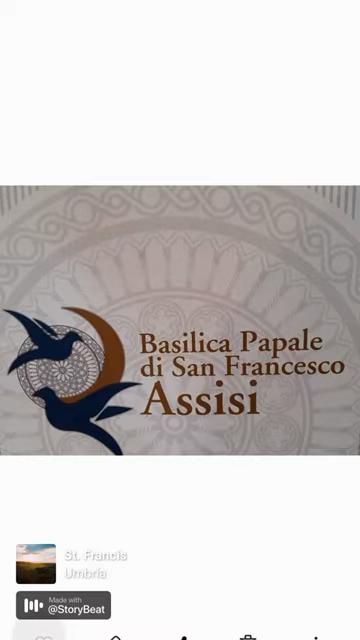 Basilica Papale
di San Francesco
Assisi
St. Francis
Umbria
Made with
@StoryBeat